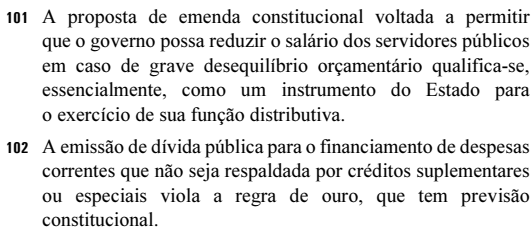 101 A proposta de emenda constitucional voltada a permitir
que o governo possa reduzir o salário dos servidores públicos
em caso de grave desequilíbrio orçamentário qualifica-se,
essencialmente, como um instrumento do Estado para
o exercício de sua função distributiva.
102 A emissão de dívida pública para o financiamento de despesas
correntes que não seja respaldada por créditos suplementares
ou especiais viola a regra de ouro, que tem previsão
constitucional.